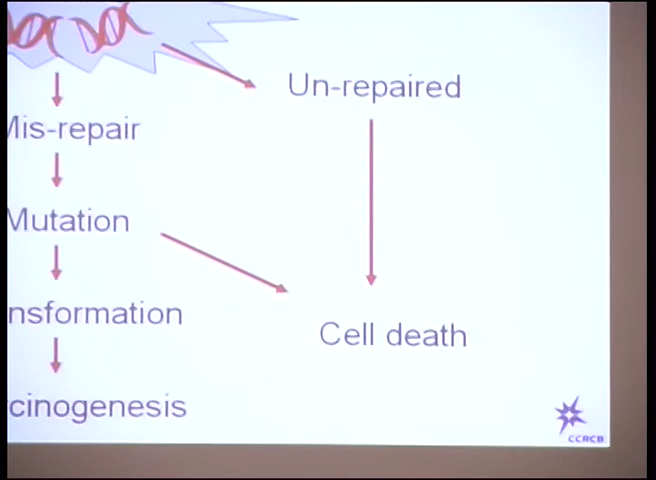 Un-repaired
Mis-repair
Mutation
nsformation
Cell death
cinogenesis
CCRCB